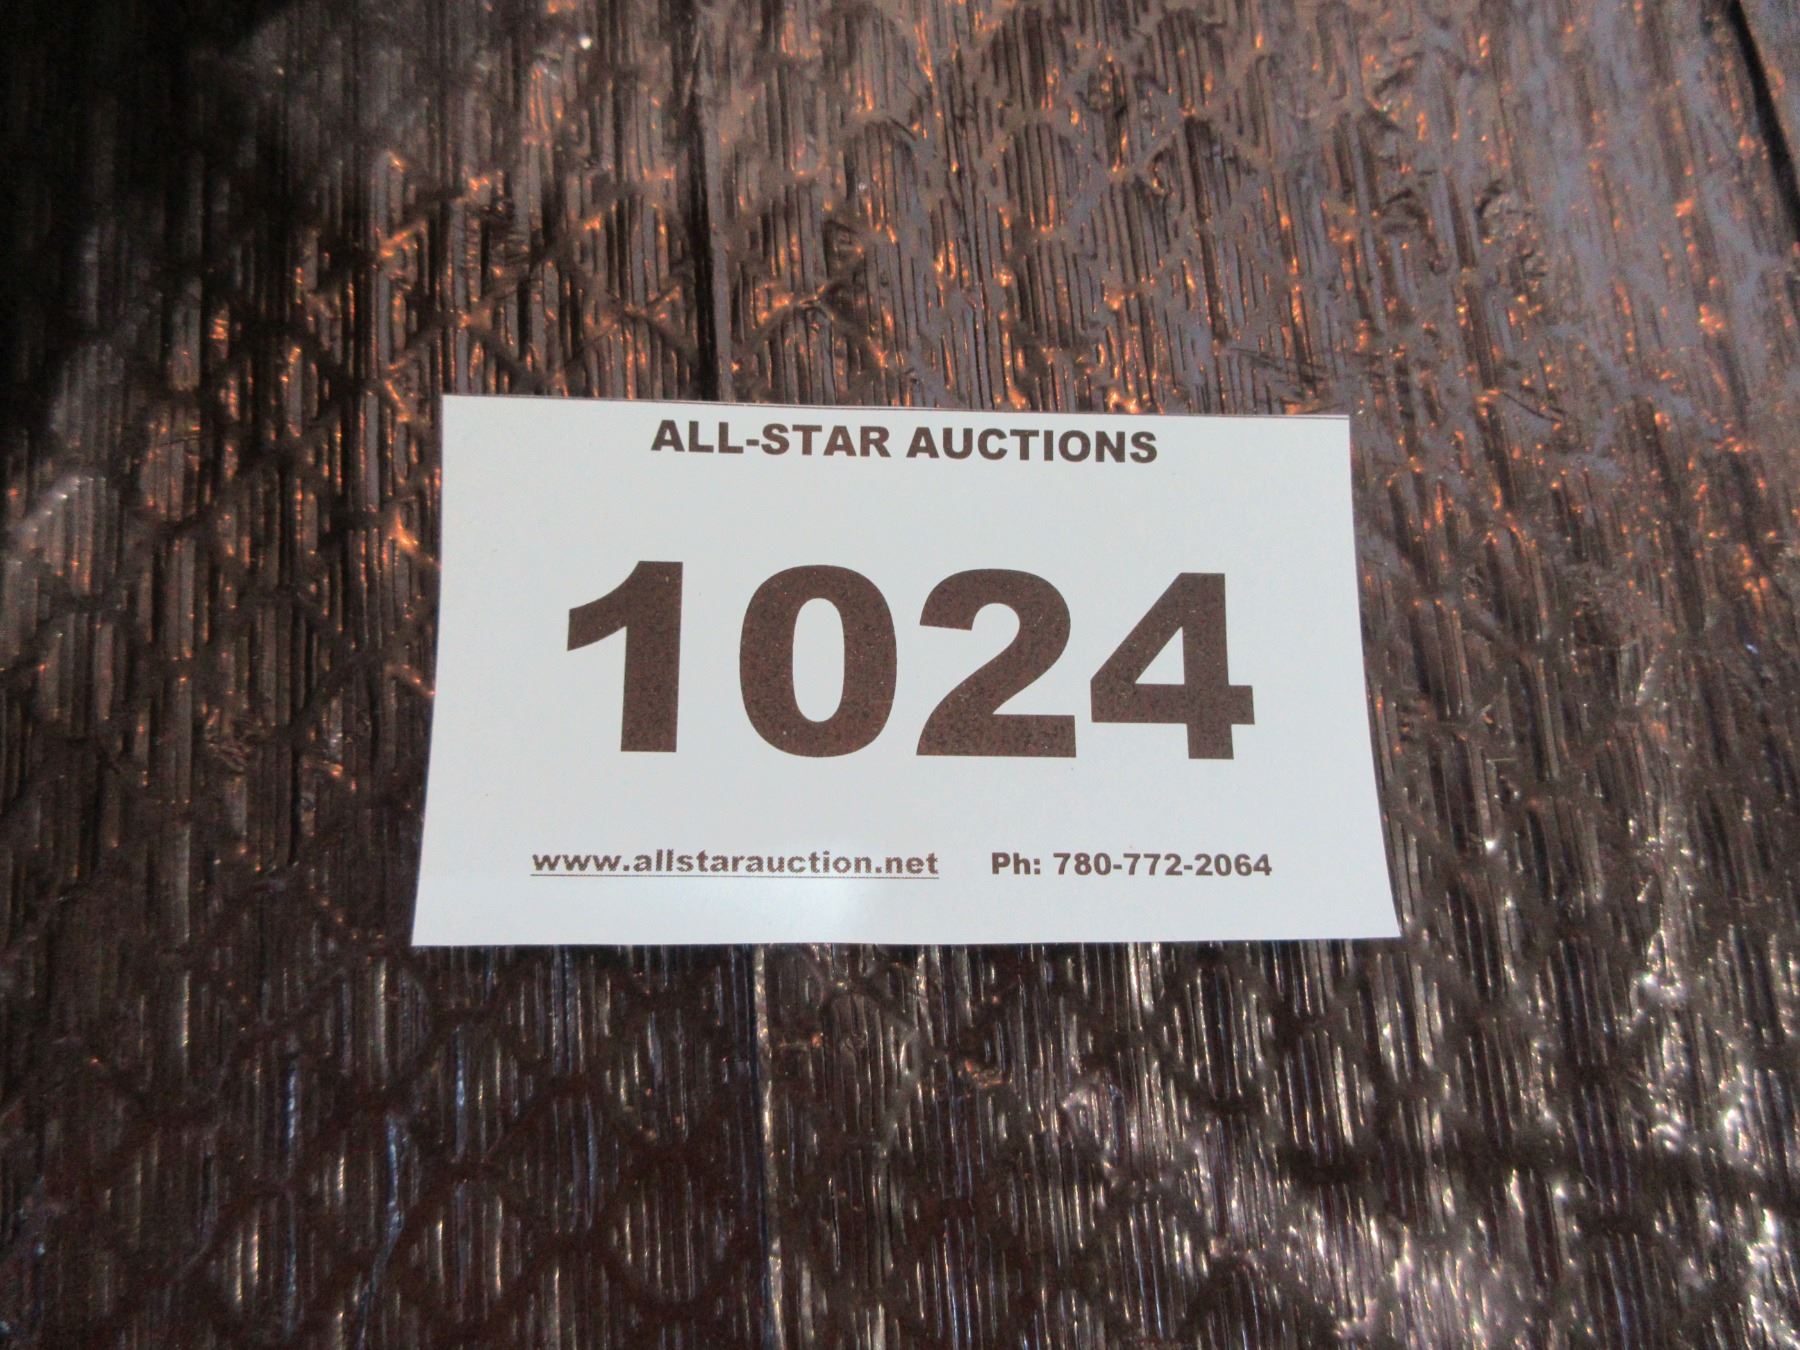 ALL-STAR AUCTIONS
1024
www.allstarauction.net Ph: 780-772-2064